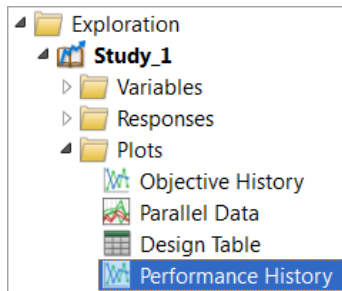 Exploration
Study_1
Variables
Responses
Plots
Objective History
Parallel Data
Design Table
Performance History